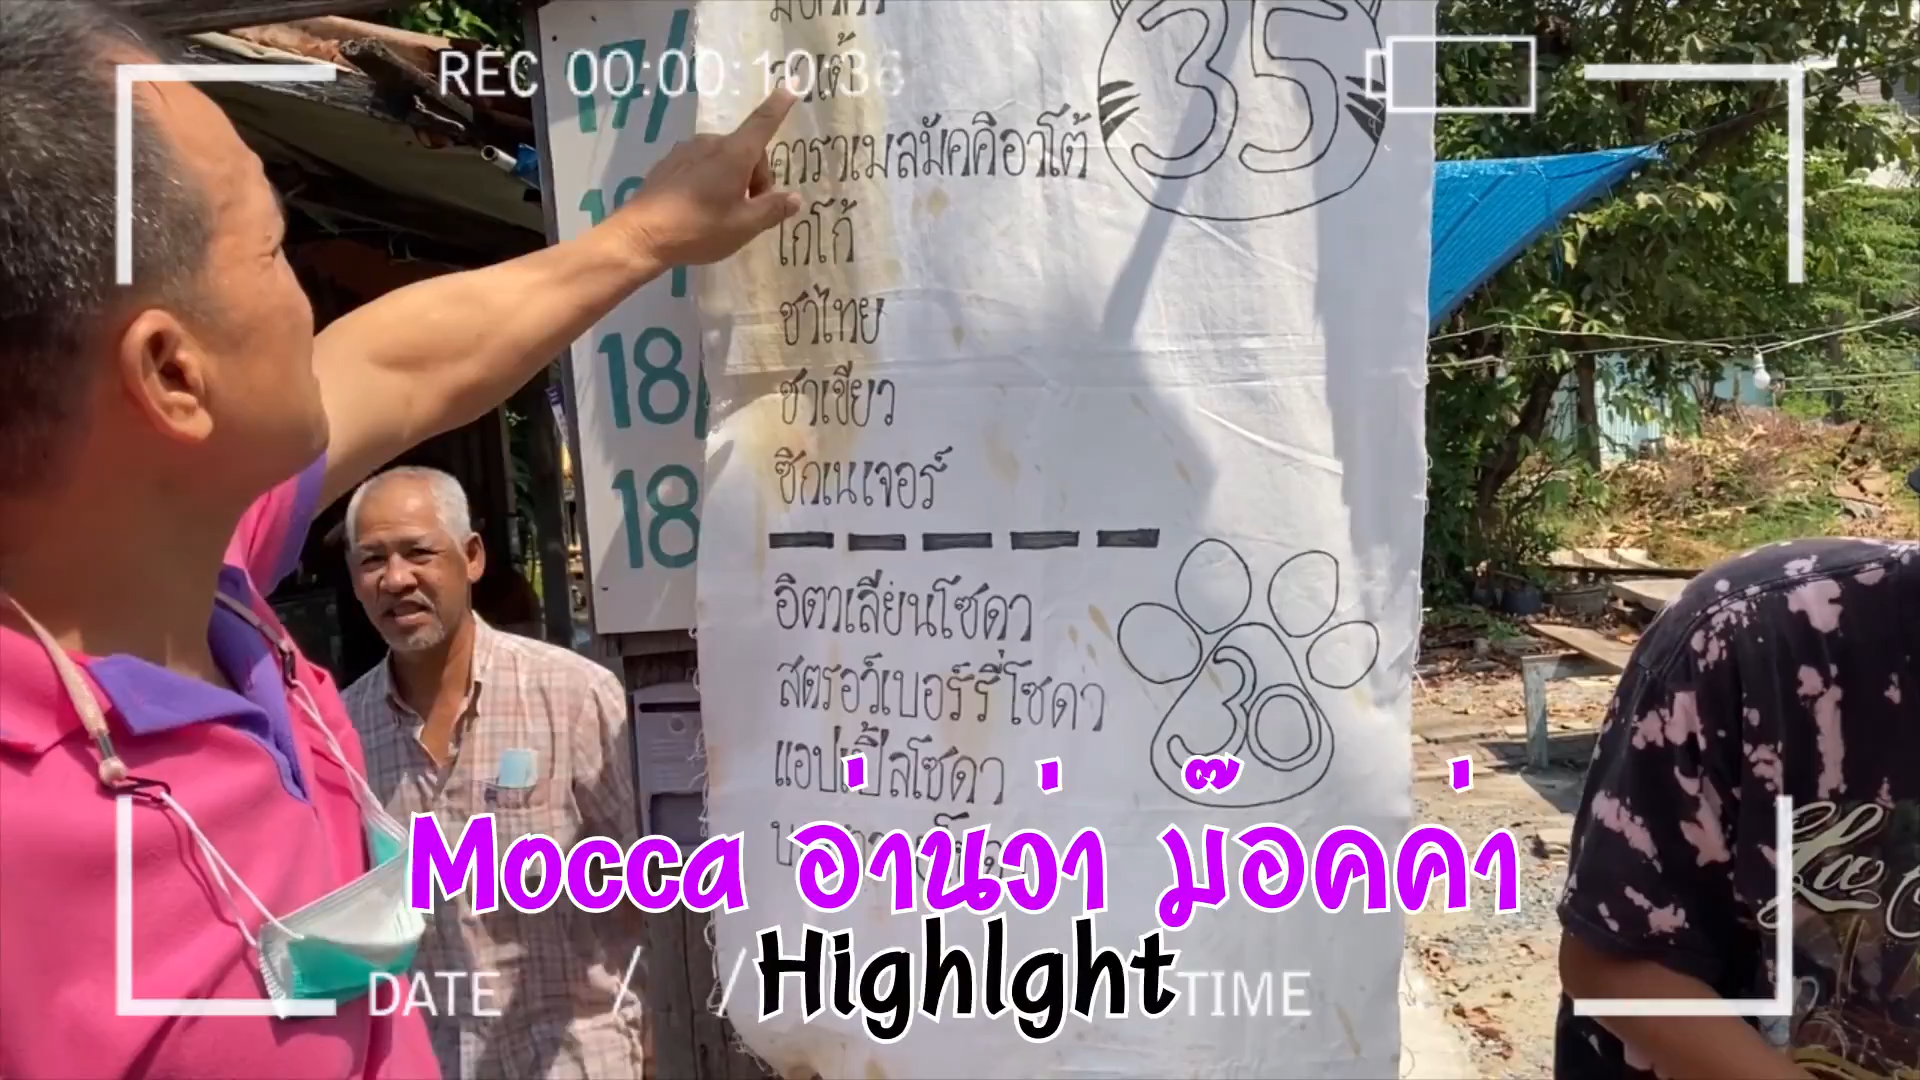 REC 00:00:10:36
17/
35
คาราเมลมัคคิอาโต้
โกโก้
ชาไทย
18/
ชาเขียว
ซิกเนเจอร์
18
อิตาเลี่ยนโซดา
สตรอว์เบอร์รี่โซดา
30
แอปเปิ้ลโซดา
Mocca อ่านว่า ม๊อคค่า
Highlght
DATE / /
TIME